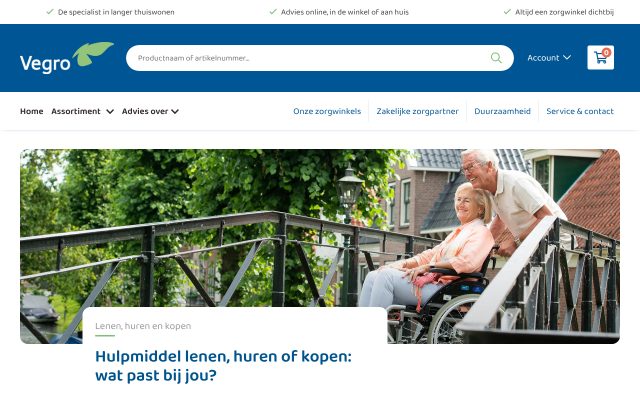 De specialist in langer thuiswonen
Advies online, in de winkel of aan huis
Altijd een zorgwinkel dichtbij
Vegro
Productnaam of artikelnummer...
Account
0
Home
Assortiment
Advies over
Onze zorgwinkels
Zakelijke zorgpartner
Duurzaamheid
Service & contact
Lenen, huren en kopen
Hulpmiddel lenen, huren of kopen:
wat past bij jou?